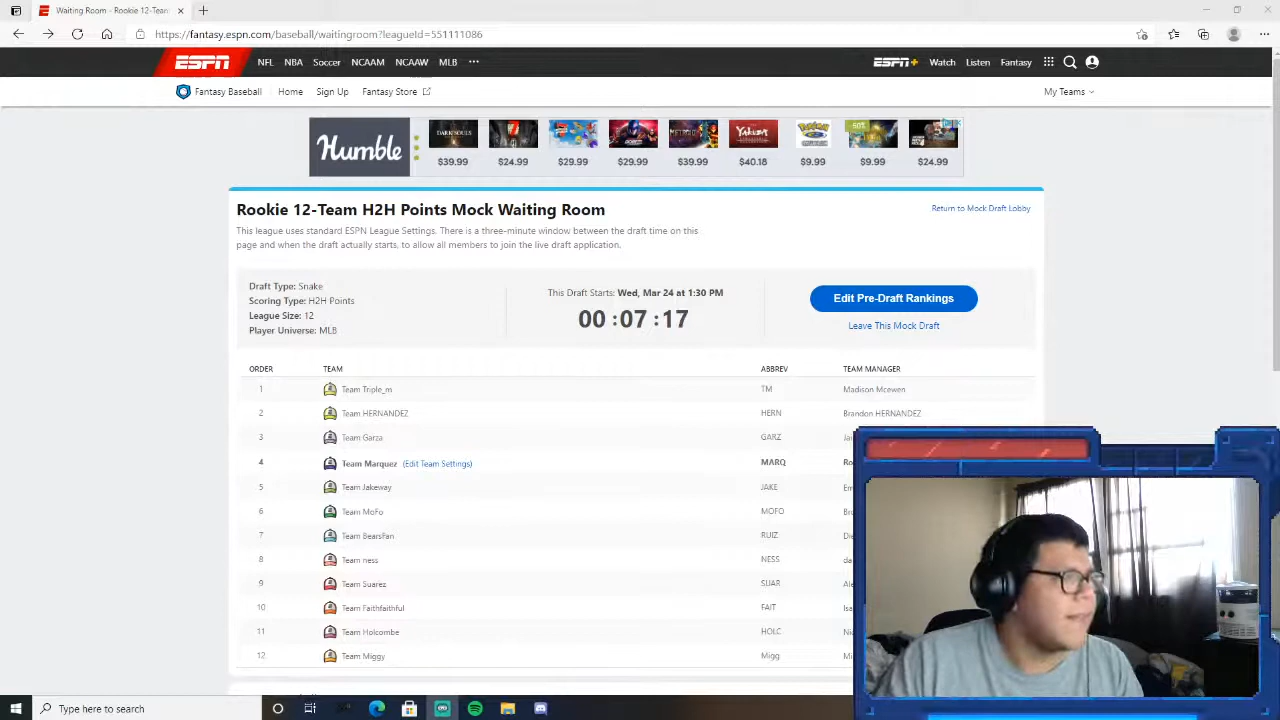 Waiting Room - Rookie 12-Team
https://fantasy.espn.com/baseball/waitingroom?leagueId=551111086
ESPN NFL NBA Soccer NCAAM NCAAW MLB ESPN+ Watch Listen Fantasy
Fantasy Baseball Home Sign Up Fantasy Store My Teams
Humble
DARK SOULS METROID YAKUZA 60%
$39.99 $24.99 $29.99 $29.99 $39.99 $40.18 $9.99 $9.99 $24.99
Rookie 12-Team H2H Points Mock Waiting Room
Return to Mock Draft Lobby
This league uses standard ESPN League Settings. There is a three-minute window between the draft time on this
page and when the draft actually starts, to allow all members to join the live draft application.
Draft Type: Snake
Scoring Type: H2H Points
League Size: 12
Player Universe: MLB
This Draft Starts: Wed, Mar 24 at 1:30 PM
00 : 07 : 17
Edit Pre-Draft Rankings
Leave This Mock Draft
ORDER TEAM ABBREV TEAM MANAGER
1 Team Triple_m TM Madison Mcewen
2 Team HERNANDEZ HERN Brandon HERNANDEZ
3 Team Garza GARZ
4 Team Marquez (Edit Team Settings) MARQ
5 Team Jakeway JAKE
6 Team MoFo MOFO
7 Team BearsFan RUIZ
8 Team ness NESS
9 Team Suarez SUAR
10 Team Faithfaithful FAIT
11 Team Holcombe HOLC
12 Team Miggy Migg
Type here to search